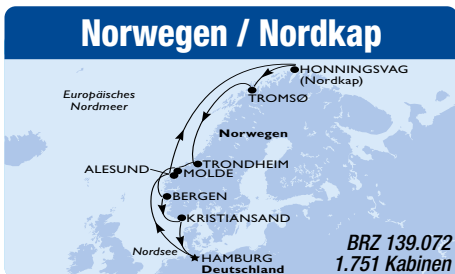 Norwegen / Nordkap
HONNINGSVAG
(Nordkap)
Europäisches
Nordmeer
TROMSØ
Norwegen
TRONDHEIM
ALESUND
MOLDE
BERGEN
KRISTIANSAND
Nordsee
HAMBURG
Deutschland
BRZ 139.072
1.751 Kabinen